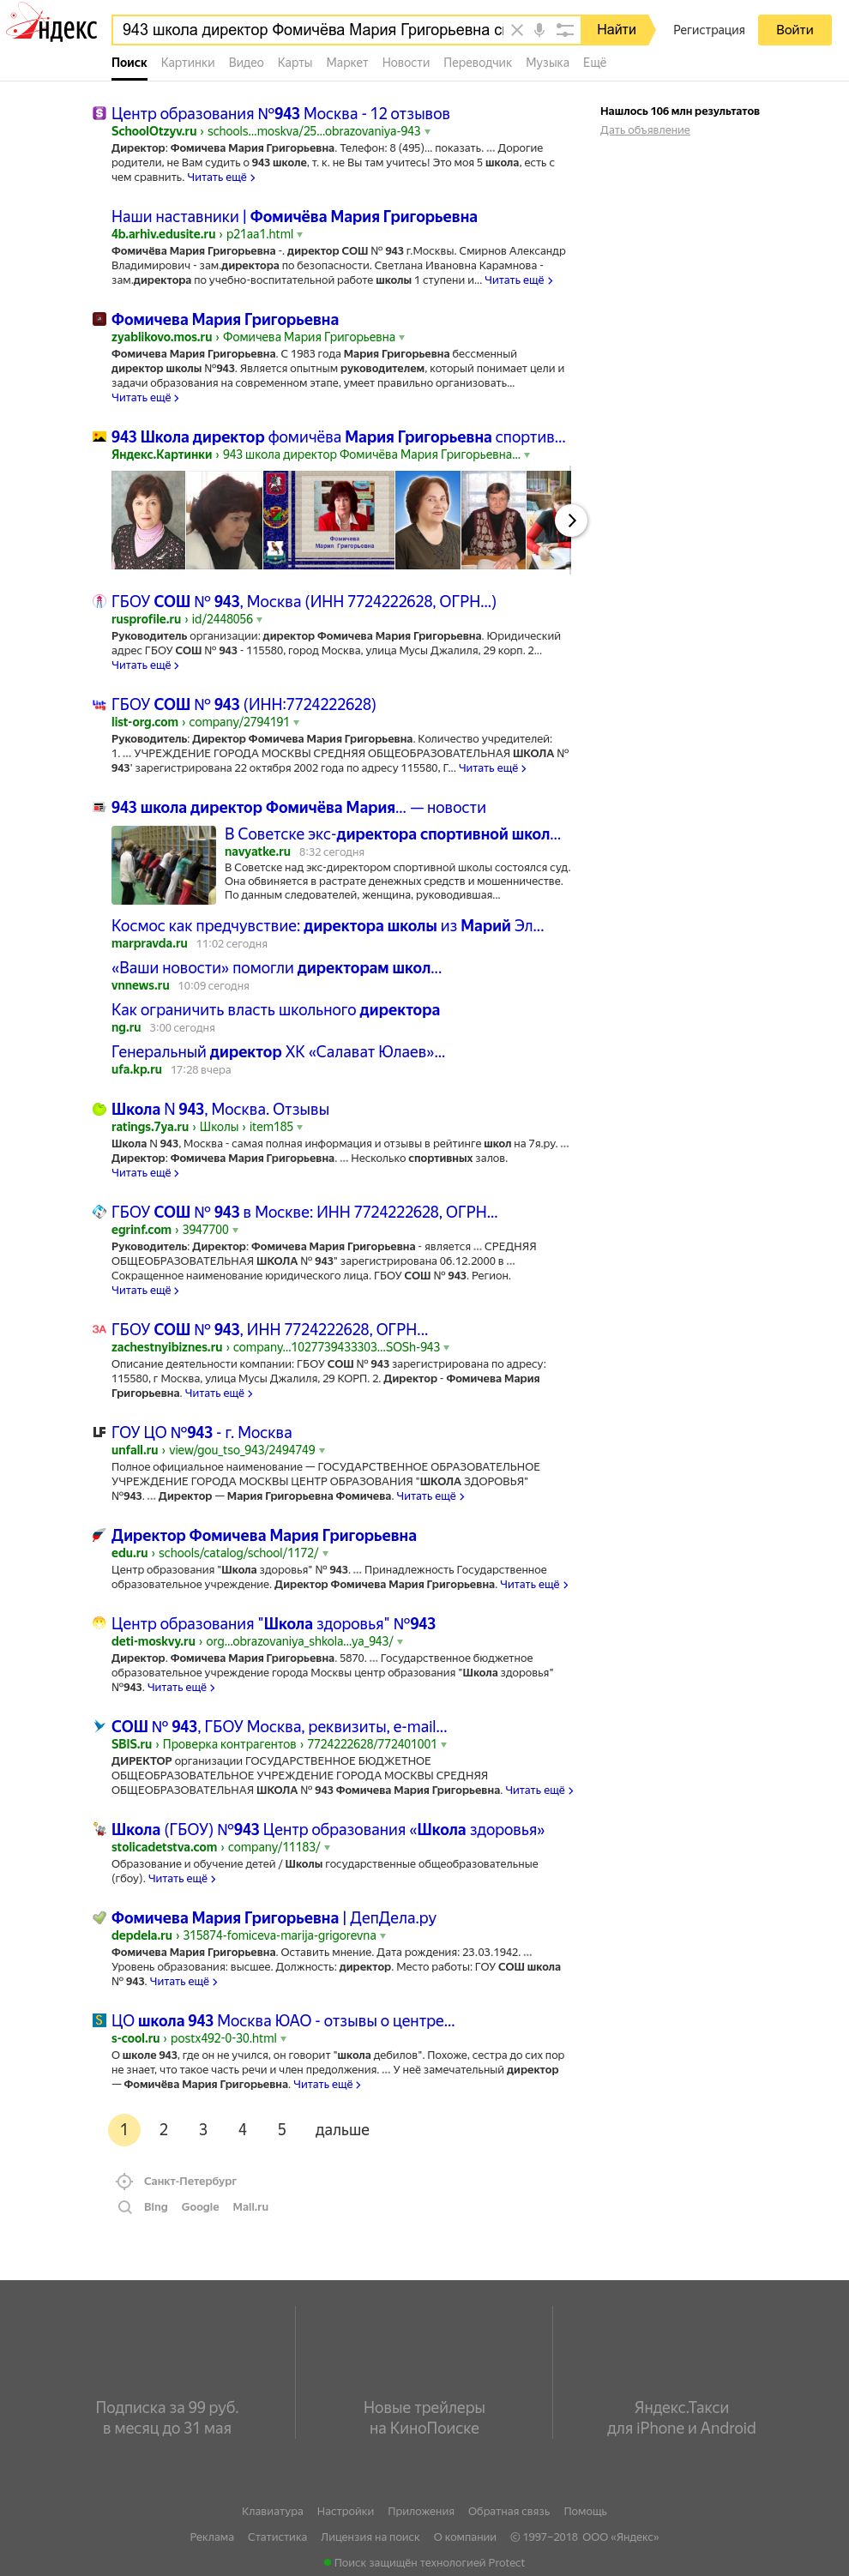 Яндекс
943 школа директор Фомичёва Мария Григорьевна с
Найти
Регистрация
Войти
Поиск Картинки Видео Карты Маркет Новости Переводчик Музыка Ещё
Нашлось 106 млн результатов
Дать объявление
Центр образования №943 Москва - 12 отзывов
SchoolOtzyv.ru › schools...moskva/25...obrazovaniya-943
Директор: Фомичева Мария Григорьевна. Телефон: 8 (495)... показать. ... Дорогие
родители, не Вам судить о 943 школе, т. к. не Вы там учитесь! Это моя 5 школа, есть с
чем сравнить. Читать ещё >
Наши наставники | Фомичёва Мария Григорьевна
4b.arhiv.edusite.ru › p21aa1.html
Фомичёва Мария Григорьевна -. директор СОШ № 943 г.Москвы. Смирнов Александр
Владимирович - зам.директора по безопасности. Светлана Ивановна Карамнова -
зам.директора по учебно-воспитательной работе школы 1 ступени и... Читать ещё >
Фомичева Мария Григорьевна
zyablikovo.mos.ru › Фомичева Мария Григорьевна
Фомичева Мария Григорьевна. С 1983 года Мария Григорьевна бессменный
директор школы №943. Является опытным руководителем, который понимает цели и
задачи образования на современном этапе, умеет правильно организовать...
Читать ещё >
943 Школа директор фомичёва Мария Григорьевна спортив...
Яндекс.Картинки › 943 школа директор Фомичёва Мария Григорьевна...
Фомичева
Мария Григорьевна
ГБОУ СОШ № 943, Москва (ИНН 7724222628, ОГРН...)
rusprofile.ru › id/2448056
Руководитель организации: директор Фомичева Мария Григорьевна. Юридический
адрес ГБОУ СОШ № 943 - 115580, город Москва, улица Мусы Джалиля, 29 корп. 2...
Читать ещё >
ГБОУ СОШ № 943 (ИНН:7724222628)
list-org.com › company/2794191
Руководитель: Директор Фомичева Мария Григорьевна. Количество учредителей:
1. ... УЧРЕЖДЕНИЕ ГОРОДА МОСКВЫ СРЕДНЯЯ ОБЩЕОБРАЗОВАТЕЛЬНАЯ ШКОЛА №
943' зарегистрирована 22 октября 2002 года по адресу 115580, Г... Читать ещё >
943 школа директор Фомичёва Мария... — новости
В Советске экс-директора спортивной школ...
navyatke.ru 8:32 сегодня
В Советске над экс-директором спортивной школы состоялся суд.
Она обвиняется в растрате денежных средств и мошенничестве.
По данным следователей, женщина, руководившая...
Космос как предчувствие: директора школы из Марий Эл...
marpravda.ru 11:02 сегодня
«Ваши новости» помогли директорам школ...
vnnews.ru 10:09 сегодня
Как ограничить власть школьного директора
ng.ru 3:00 сегодня
Генеральный директор ХК «Салават Юлаев»...
ufa.kp.ru 17:28 вчера
Школа N 943, Москва. Отзывы
ratings.7ya.ru › Школы › item185
Школа N 943, Москва - самая полная информация и отзывы в рейтинге школ на 7я.ру. ...
Директор: Фомичева Мария Григорьевна. ... Несколько спортивных залов.
Читать ещё >
ГБОУ СОШ № 943 в Москве: ИНН 7724222628, ОГРН...
egrinf.com › 3947700
Руководитель: Директор: Фомичева Мария Григорьевна - является ... СРЕДНЯЯ
ОБЩЕОБРАЗОВАТЕЛЬНАЯ ШКОЛА № 943" зарегистрирована 06.12.2000 в ...
Сокращенное наименование юридического лица. ГБОУ СОШ № 943. Регион.
Читать ещё >
ЗА
ГБОУ СОШ № 943, ИНН 7724222628, ОГРН...
zachestnyibiznes.ru › company...1027739433303...SOSh-943
Описание деятельности компании: ГБОУ СОШ № 943 зарегистрирована по адресу:
115580, г Москва, улица Мусы Джалиля, 29 КОРП. 2. Директор - Фомичева Мария
Григорьевна. Читать ещё >
LF
ГОУ ЦО №943 - г. Москва
unfall.ru › view/gou_tso_943/2494749
Полное официальное наименование — ГОСУДАРСТВЕННОЕ ОБРАЗОВАТЕЛЬНОЕ
УЧРЕЖДЕНИЕ ГОРОДА МОСКВЫ ЦЕНТР ОБРАЗОВАНИЯ "ШКОЛА ЗДОРОВЬЯ"
№943. ... Директор — Мария Григорьевна Фомичева. Читать ещё >
Директор Фомичева Мария Григорьевна
edu.ru › schools/catalog/school/1172/
Центр образования "Школа здоровья" № 943. ... Принадлежность Государственное
образовательное учреждение. Директор Фомичева Мария Григорьевна. Читать ещё >
Центр образования "Школа здоровья" №943
deti-moskvy.ru › org...obrazovaniya_shkola...ya_943/
Директор. Фомичева Мария Григорьевна. 5870. ... Государственное бюджетное
образовательное учреждение города Москвы центр образования "Школа здоровья"
№943. Читать ещё >
СОШ № 943, ГБОУ Москва, реквизиты, e-mail...
SBIS.ru › Проверка контрагентов › 7724222628/772401001
ДИРЕКТОР организации ГОСУДАРСТВЕННОЕ БЮДЖЕТНОЕ
ОБЩЕОБРАЗОВАТЕЛЬНОЕ УЧРЕЖДЕНИЕ ГОРОДА МОСКВЫ СРЕДНЯЯ
ОБЩЕОБРАЗОВАТЕЛЬНАЯ ШКОЛА № 943 Фомичева Мария Григорьевна. Читать ещё >
Школа (ГБОУ) №943 Центр образования «Школа здоровья»
stolicadetstva.com › company/11183/
Образование и обучение детей / Школы государственные общеобразовательные
(гбоу). Читать ещё >
Фомичева Мария Григорьевна | ДепДела.ру
depdela.ru › 315874-fomiceva-marija-grigorevna
Фомичева Мария Григорьевна. Оставить мнение. Дата рождения: 23.03.1942. ...
Уровень образования: высшее. Должность: директор. Место работы: ГОУ СОШ школа
№ 943. Читать ещё >
ЦО школа 943 Москва ЮАО - отзывы о центре...
s-cool.ru › postx492-0-30.html
О школе 943, где он не учился, он говорит "школа дебилов". Похоже, сестра до сих пор
не знает, что такое часть речи и член предолжения. ... У неё замечательный директор
— Фомичёва Мария Григорьевна. Читать ещё >
1 2 3 4 5 дальше
Санкт-Петербург
Bing Google Mail.ru
Подписка за 99 руб.
в месяц до 31 мая
Новые трейлеры
на КиноПоиске
Яндекс.Такси
для iPhone и Android
Клавиатура Настройки Приложения Обратная связь Помощь
Реклама Статистика Лицензия на поиск О компании © 1997–2018 ООО «Яндекс»
Поиск защищён технологией Protect